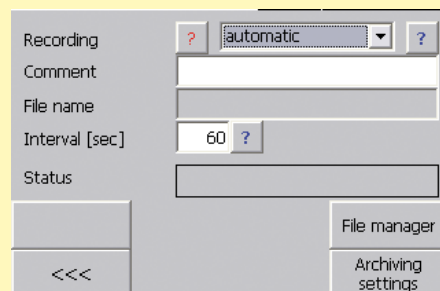 Recording ? automatic ?
Comment
File name
Interval [sec] 60 ?
Status
File manager
<<< Archiving
settings